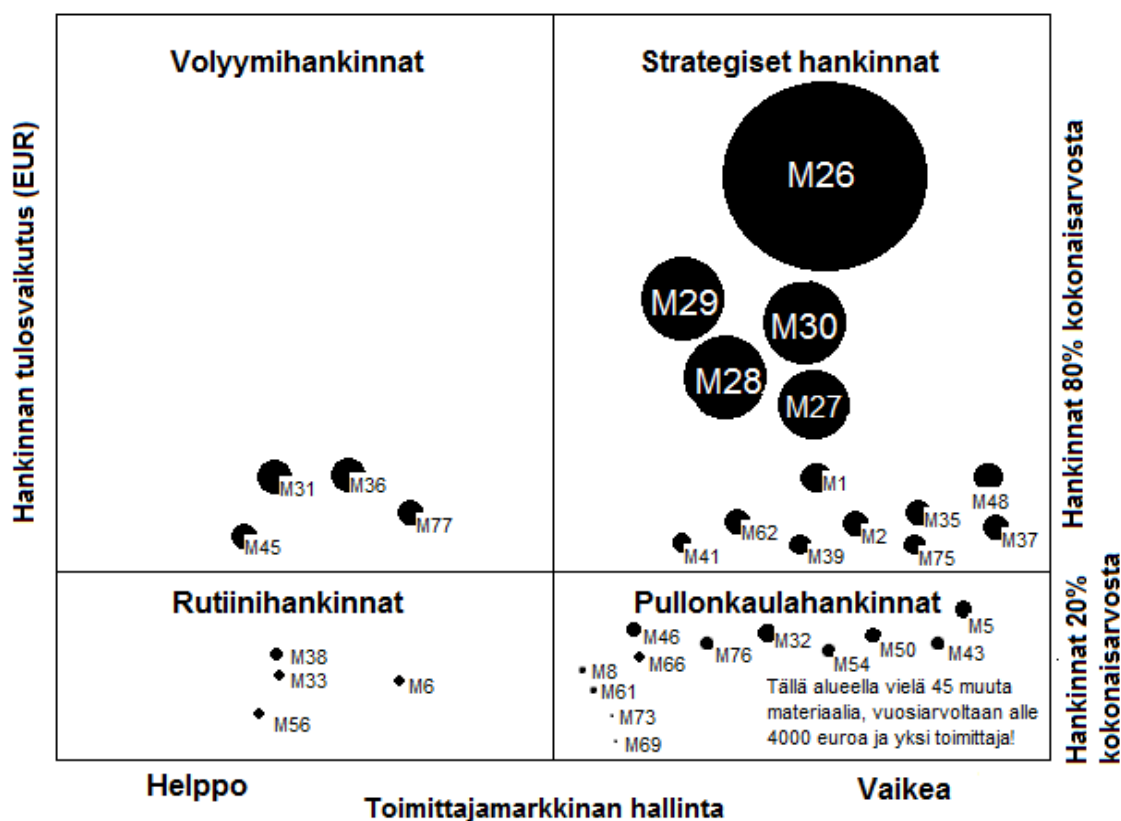 Volyymihankinnat
Strategiset hankinnat
Hankinnan tulosvaikutus (EUR)
Hankinnat 80% kokonaisarvosta
M26
M29
M30
M28
M27
M31
M36
M77
M45
M1
M48
M35
M62
M2
M37
M41
M39
M75
Rutiinihankinnat
Pullonkaulahankinnat
Hankinnat 20%
kokonaisarvosta
M38
M33
M6
M56
M5
M46
M32
M50
M43
M76
M54
M66
M8
M61
M73
M69
Tällä alueella vielä 45 muuta
materiaalia, vuosiarvoltaan alle
4000 euroa ja yksi toimittaja!
Helppo
Toimittajamarkkinan hallinta
Vaikea